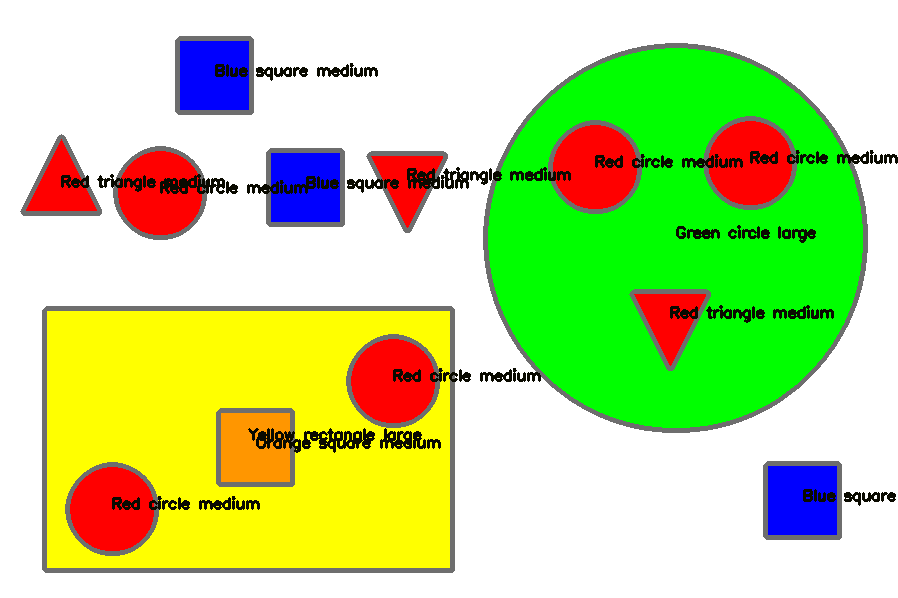 Blue square medium
Red circle medium
Red circle medium
Red triangle medium
Red circle medium
Blue square medium
Red triangle medium
Green circle large
Red triangle medium
Red circle medium
Yellow rectangle large
Orange square medium
Red circle medium
Blue square